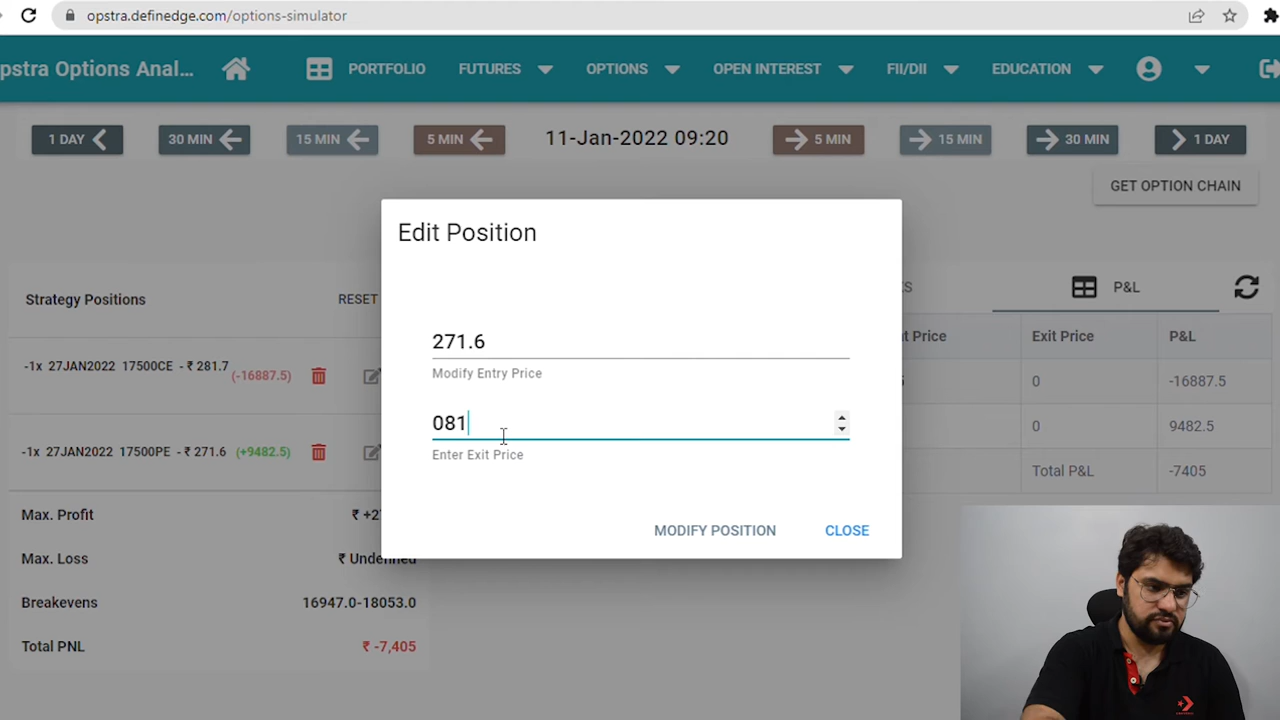 opstra.definedge.com/options-simulator
pstra Options Anal... PORTFOLIO FUTURES OPTIONS OPEN INTEREST FII/DII EDUCATION
1 DAY 30 MIN 15 MIN 5 MIN 11-Jan-2022 09:20 5 MIN 15 MIN 30 MIN 1 DAY
GET OPTION CHAIN
Edit Position
271.6
Modify Entry Price
081
Enter Exit Price
MODIFY POSITION CLOSE
Strategy Positions RESET
-1x 27JAN2022 17500CE - ₹ 281.7 (-16887.5)
-1x 27JAN2022 17500PE - ₹ 271.6 (+9482.5)
Max. Profit
Max. Loss ₹ Undefined
Breakevens 16947.0-18053.0
Total PNL ₹ -7,405
P&L
Price Exit Price P&L
0 -16887.5
0 9482.5
Total P&L -7405